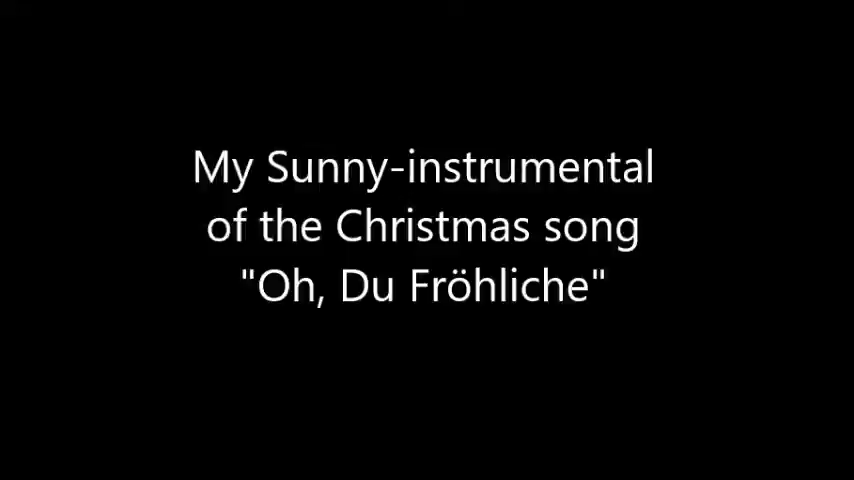 My Sunny-instrumental
of the Christmas song
"Oh, Du Fröhliche"